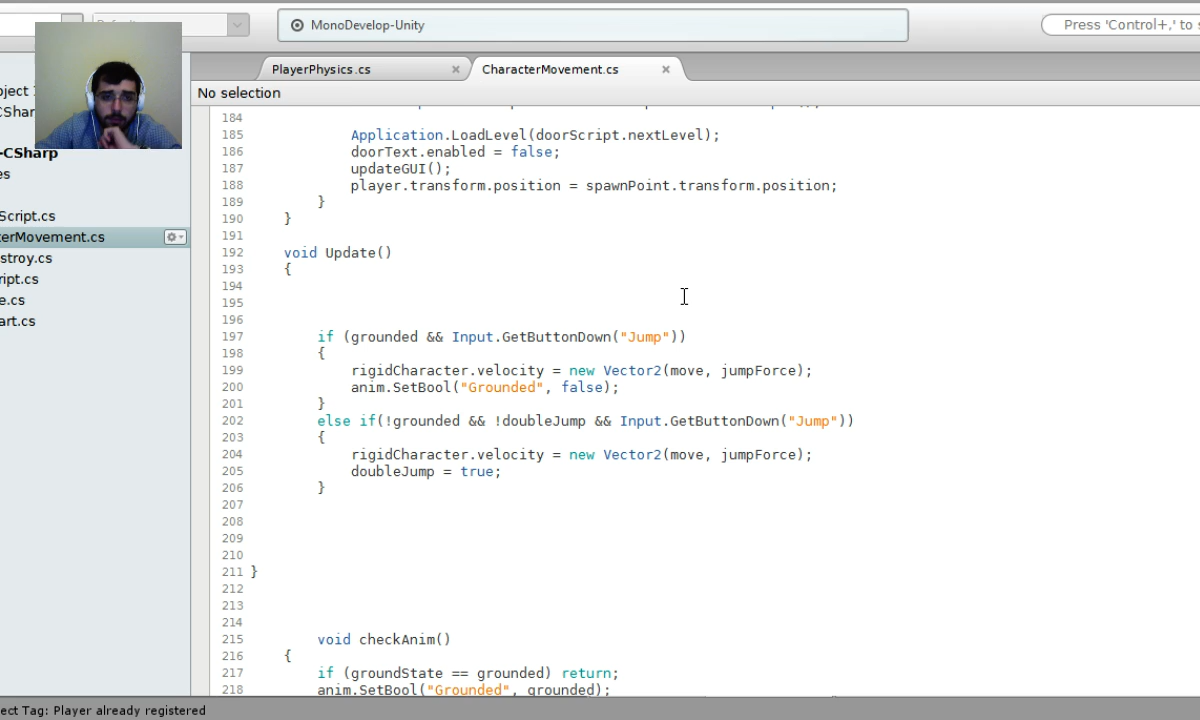 MonoDevelop-Unity
Press 'Control+,' to
PlayerPhysics.cs
CharacterMovement.cs
No selection
oject
CShar
-CSharp
es
Script.cs
terMovement.cs
stroy.cs
ript.cs
e.cs
art.cs
184
185 Application.LoadLevel(doorScript.nextLevel);
186 doorText.enabled = false;
187 updateGUI();
188 player.transform.position = spawnPoint.transform.position;
189 }
190 }
191
192 void Update()
193 {
194
195
196
197 if (grounded && Input.GetButtonDown("Jump"))
198 {
199 rigidCharacter.velocity = new Vector2(move, jumpForce);
200 anim.SetBool("Grounded", false);
201 }
202 else if(!grounded && !doubleJump && Input.GetButtonDown("Jump"))
203 {
204 rigidCharacter.velocity = new Vector2(move, jumpForce);
205 doubleJump = true;
206 }
207
208
209
210
211 }
212
213
214
215 void checkAnim()
216 {
217 if (groundState == grounded) return;
218 anim.SetBool("Grounded", grounded);
ect Tag: Player already registered